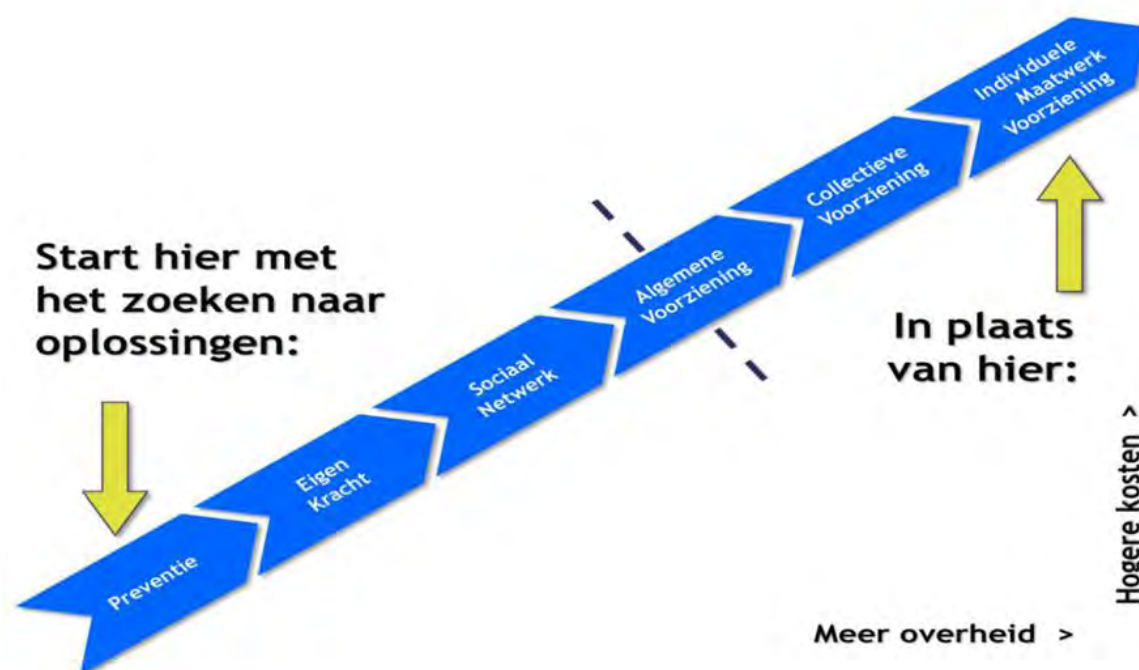 Start hier met
het zoeken naar
oplossingen:
Preventie
Eigen
Kracht
Sociaal
Netwerk
Algemene
Voorziening
Collectieve
Voorziening
Individuele
Maatwerk
Voorziening
In plaats
van hier:
Hogere kosten >
Meer overheid >